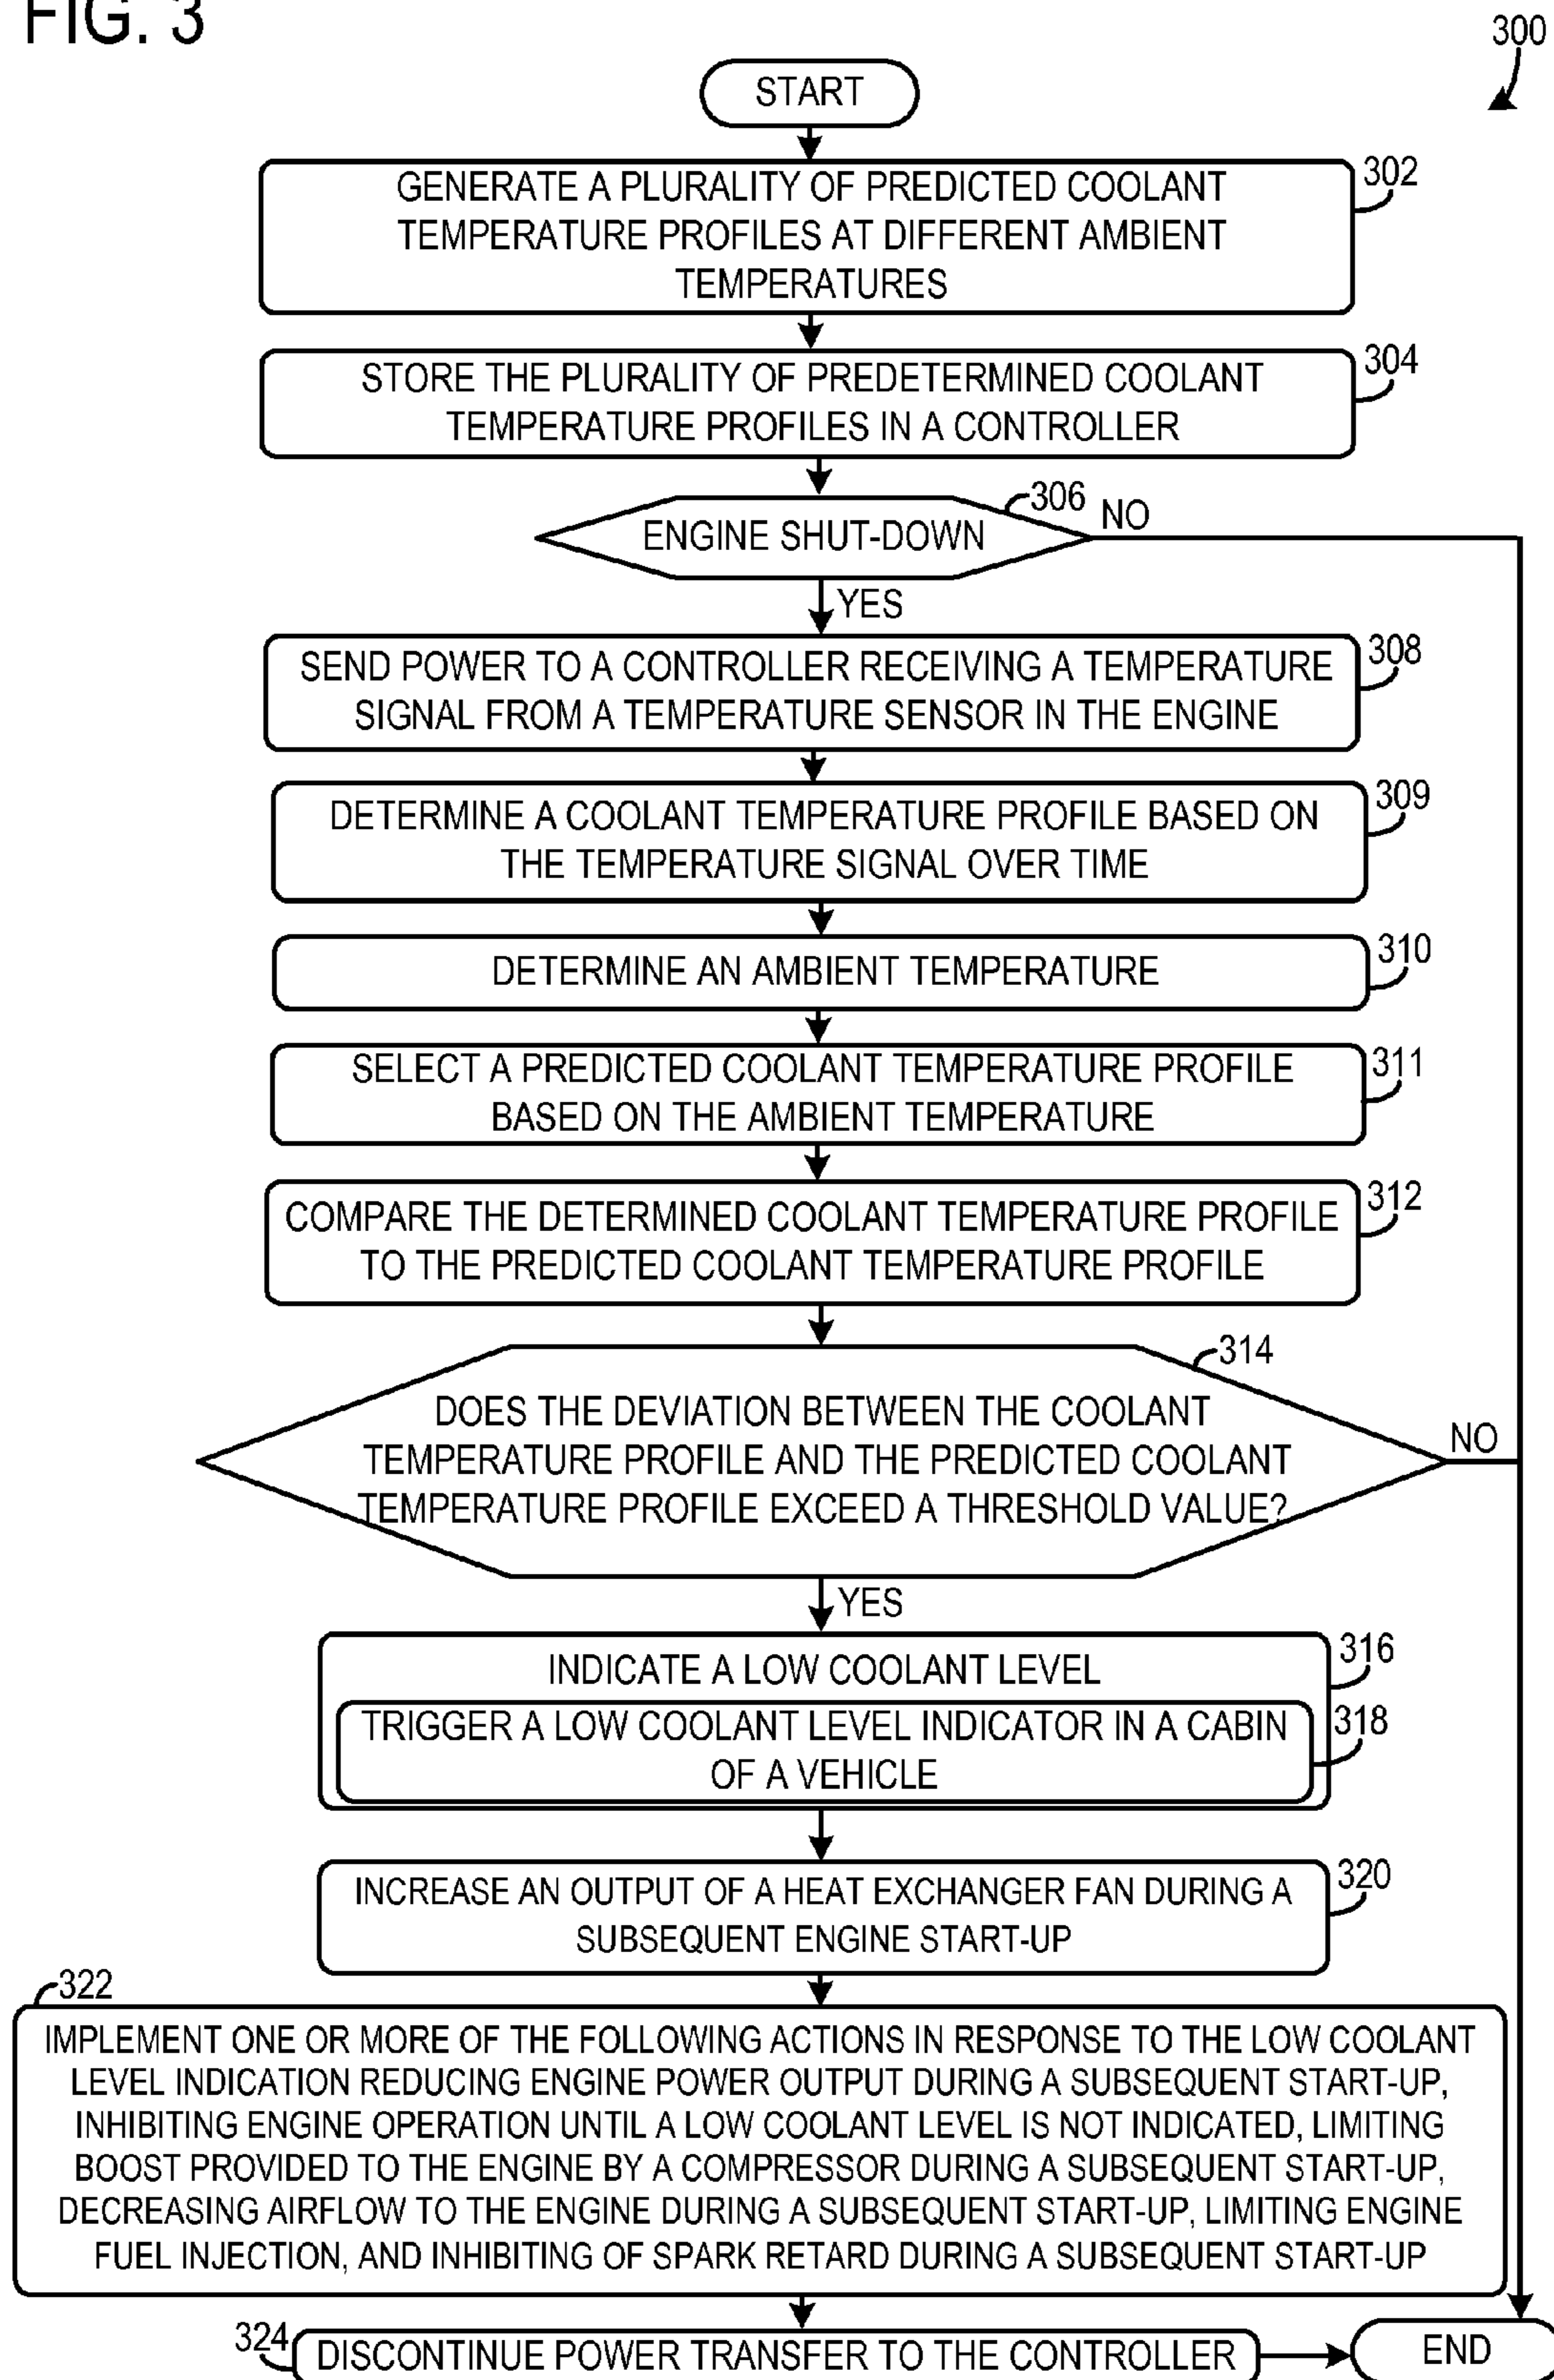 FIG. 3
300
START
GENERATE A PLURALITY OF PREDICTED COOLANT
TEMPERATURE PROFILES AT DIFFERENT AMBIENT
TEMPERATURES
302
STORE THE PLURALITY OF PREDETERMINED COOLANT
TEMPERATURE PROFILES IN A CONTROLLER
304
ENGINE SHUT-DOWN
306
NO
YES
SEND POWER TO A CONTROLLER RECEIVING A TEMPERATURE
SIGNAL FROM A TEMPERATURE SENSOR IN THE ENGINE
308
DETERMINE A COOLANT TEMPERATURE PROFILE BASED ON
THE TEMPERATURE SIGNAL OVER TIME
309
DETERMINE AN AMBIENT TEMPERATURE
310
SELECT A PREDICTED COOLANT TEMPERATURE PROFILE
BASED ON THE AMBIENT TEMPERATURE
311
COMPARE THE DETERMINED COOLANT TEMPERATURE PROFILE
TO THE PREDICTED COOLANT TEMPERATURE PROFILE
312
314
DOES THE DEVIATION BETWEEN THE COOLANT
TEMPERATURE PROFILE AND THE PREDICTED COOLANT
TEMPERATURE PROFILE EXCEED A THRESHOLD VALUE?
NO
YES
INDICATE A LOW COOLANT LEVEL
316
TRIGGER A LOW COOLANT LEVEL INDICATOR IN A CABIN
OF A VEHICLE
318
INCREASE AN OUTPUT OF A HEAT EXCHANGER FAN DURING A
SUBSEQUENT ENGINE START-UP
320
322
IMPLEMENT ONE OR MORE OF THE FOLLOWING ACTIONS IN RESPONSE TO THE LOW COOLANT
LEVEL INDICATION REDUCING ENGINE POWER OUTPUT DURING A SUBSEQUENT START-UP,
INHIBITING ENGINE OPERATION UNTIL A LOW COOLANT LEVEL IS NOT INDICATED, LIMITING
BOOST PROVIDED TO THE ENGINE BY A COMPRESSOR DURING A SUBSEQUENT START-UP,
DECREASING AIRFLOW TO THE ENGINE DURING A SUBSEQUENT START-UP, LIMITING ENGINE
FUEL INJECTION, AND INHIBITING OF SPARK RETARD DURING A SUBSEQUENT START-UP
324
DISCONTINUE POWER TRANSFER TO THE CONTROLLER
END